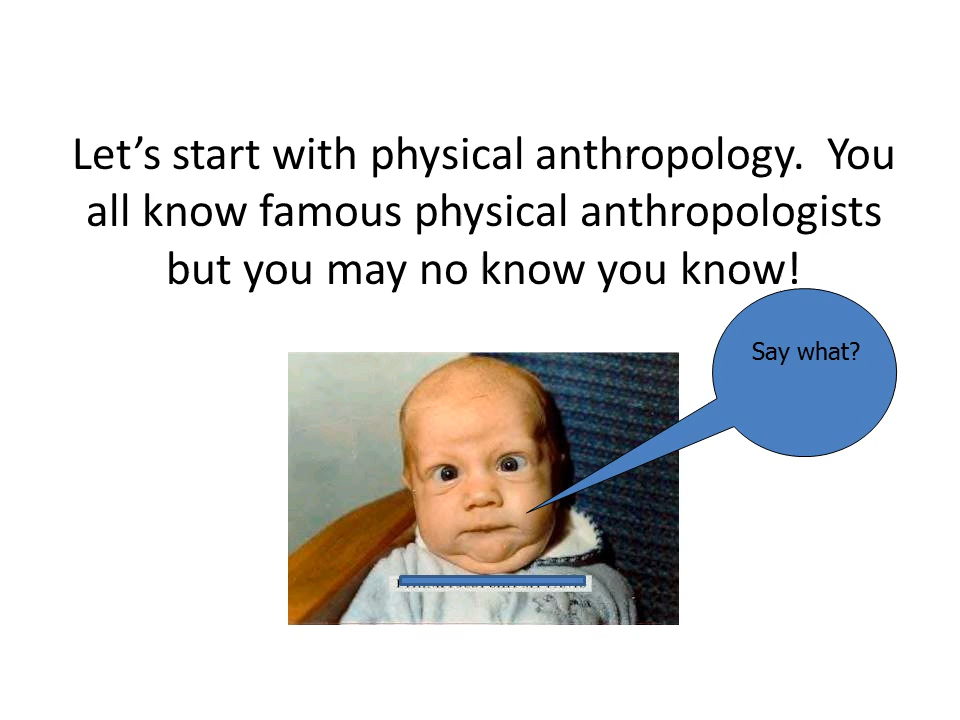 Let’s start with physical anthropology.  You
all know famous physical anthropologists
but you may no know you know!
Say what?